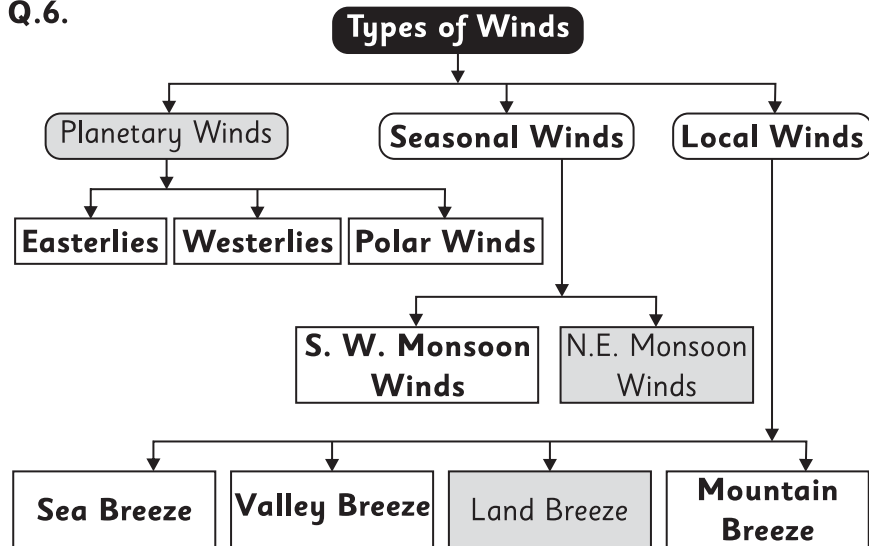 Q.6.
Types of Winds
Planetary Winds
Seasonal Winds
Local Winds
Easterlies
Westerlies
Polar Winds
S. W. Monsoon
Winds
N.E. Monsoon
Winds
Sea Breeze
Valley Breeze
Land Breeze
Mountain
Breeze